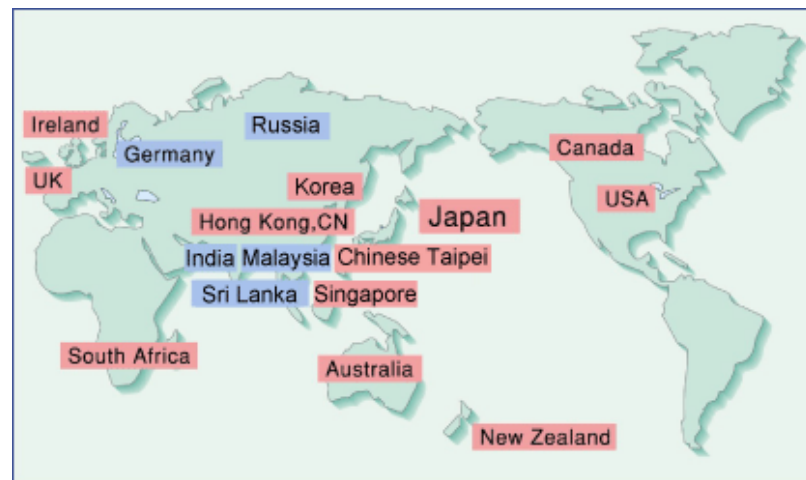 Ireland
Russia
Germany
Canada
UK
Korea
USA
Hong Kong,CN
Japan
India
Malaysia
Chinese Taipei
Sri Lanka
Singapore
South Africa
Australia
New Zealand